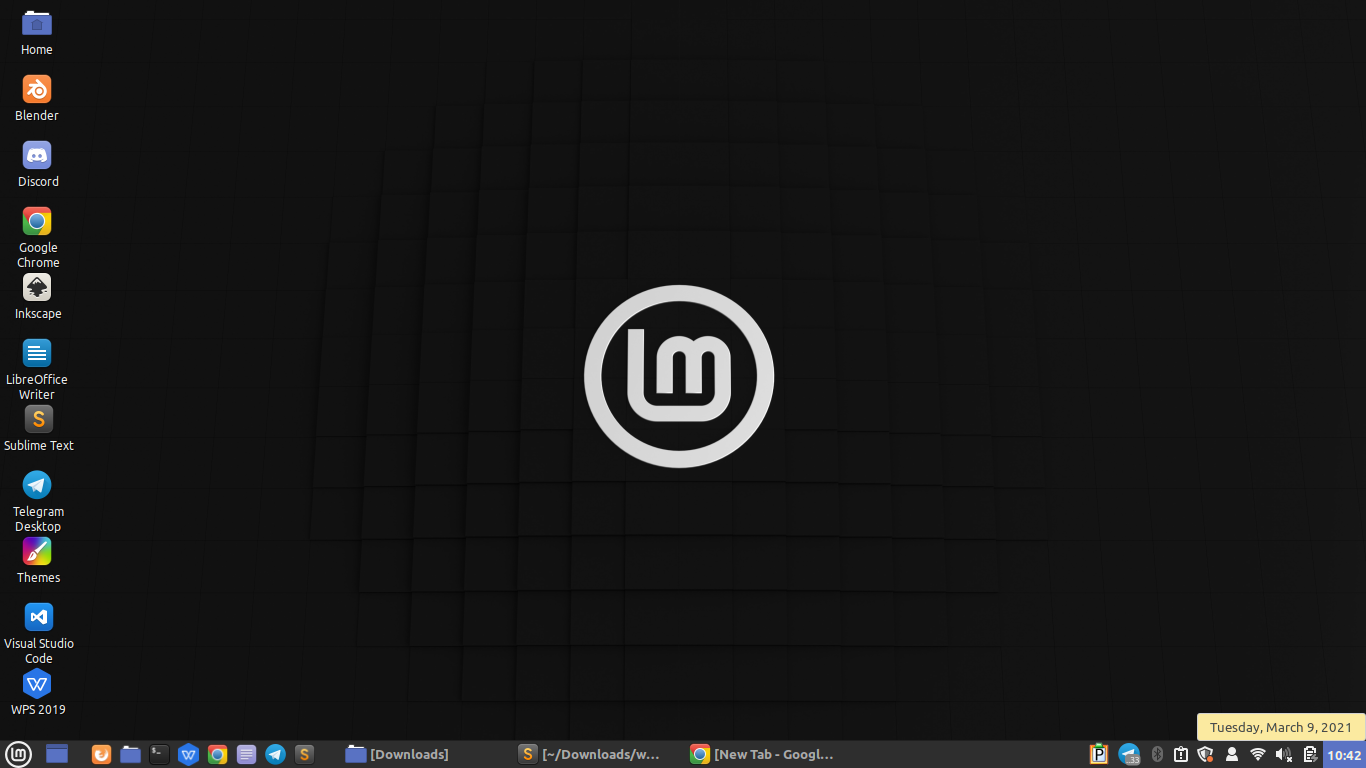 Home
Blender
Discord
Google
Chrome
Inkscape
LibreOffice
Writer
Sublime Text
Telegram
Desktop
Themes
Visual Studio
Code
WPS 2019
lm
Tuesday, March 9, 2021
[Downloads]
[~/Downloads/w...
[New Tab - Googl...
33
10:42